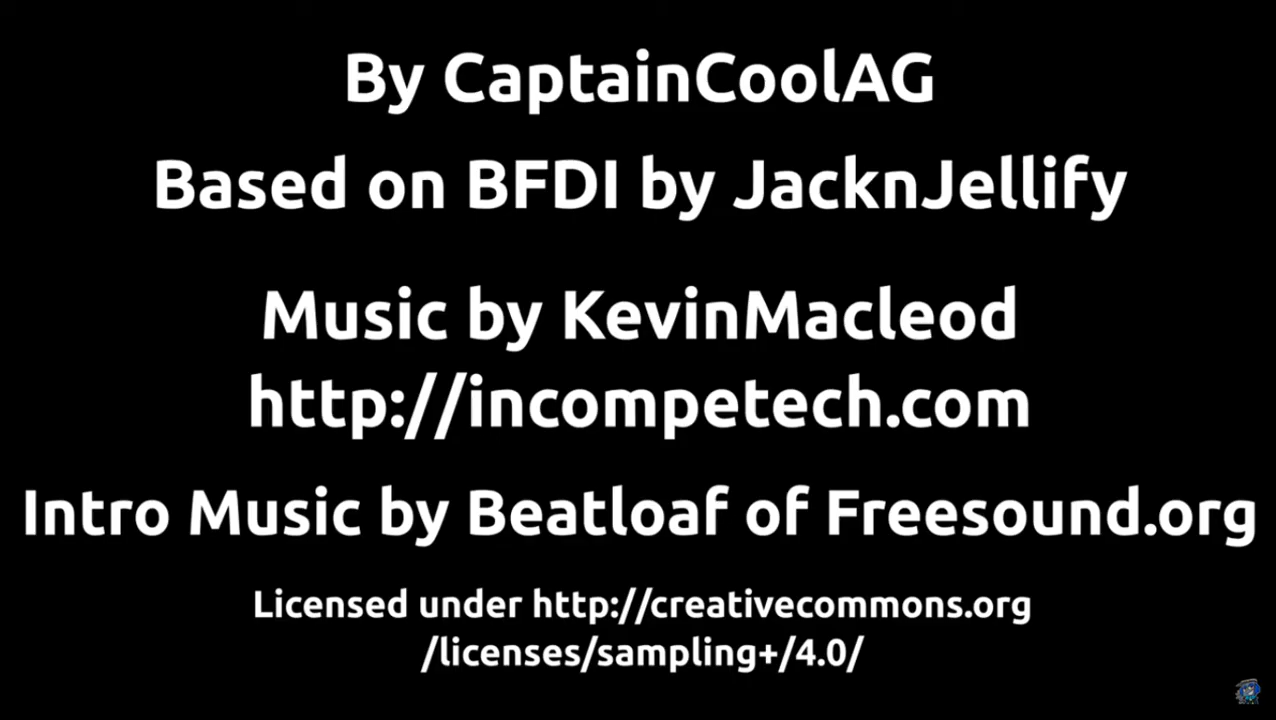 By CaptainCoolAG
Based on BFDI by JacknJellify
Music by KevinMacleod
http://incompetech.com
Intro Music by Beatloaf of Freesound.org
Licensed under http://creativecommons.org
/licenses/sampling+/4.0/